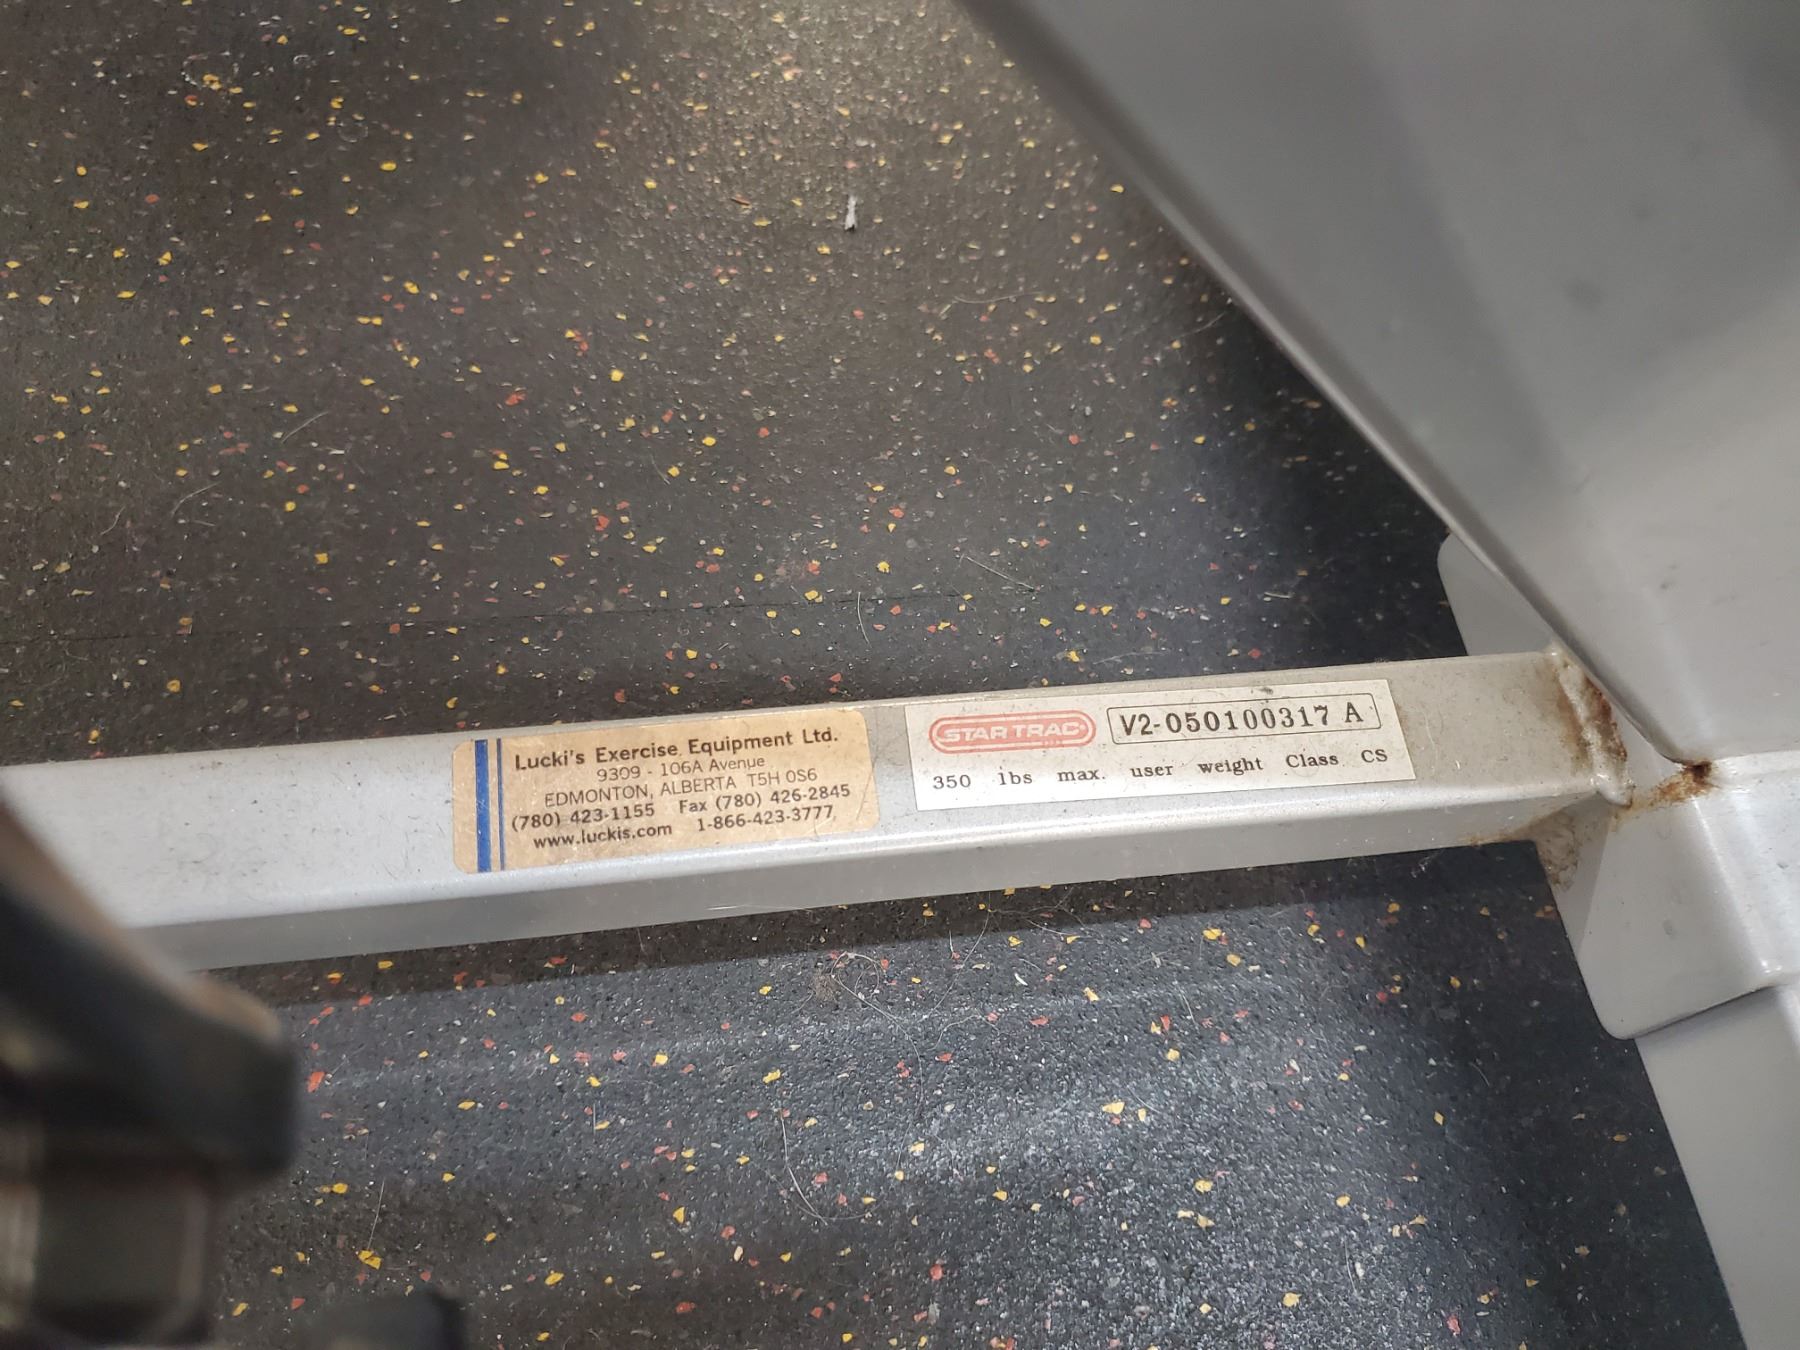 Lucki's Exercise Equipment Ltd.
9309 - 106A Avenue
EDMONTON, ALBERTA T5H 0S6
(780) 423-1155 Fax (780) 426-2845
www.luckis.com 1-866-423-3777
STAR TRAC V2-050100317 A
350 lbs max. user weight Class CS